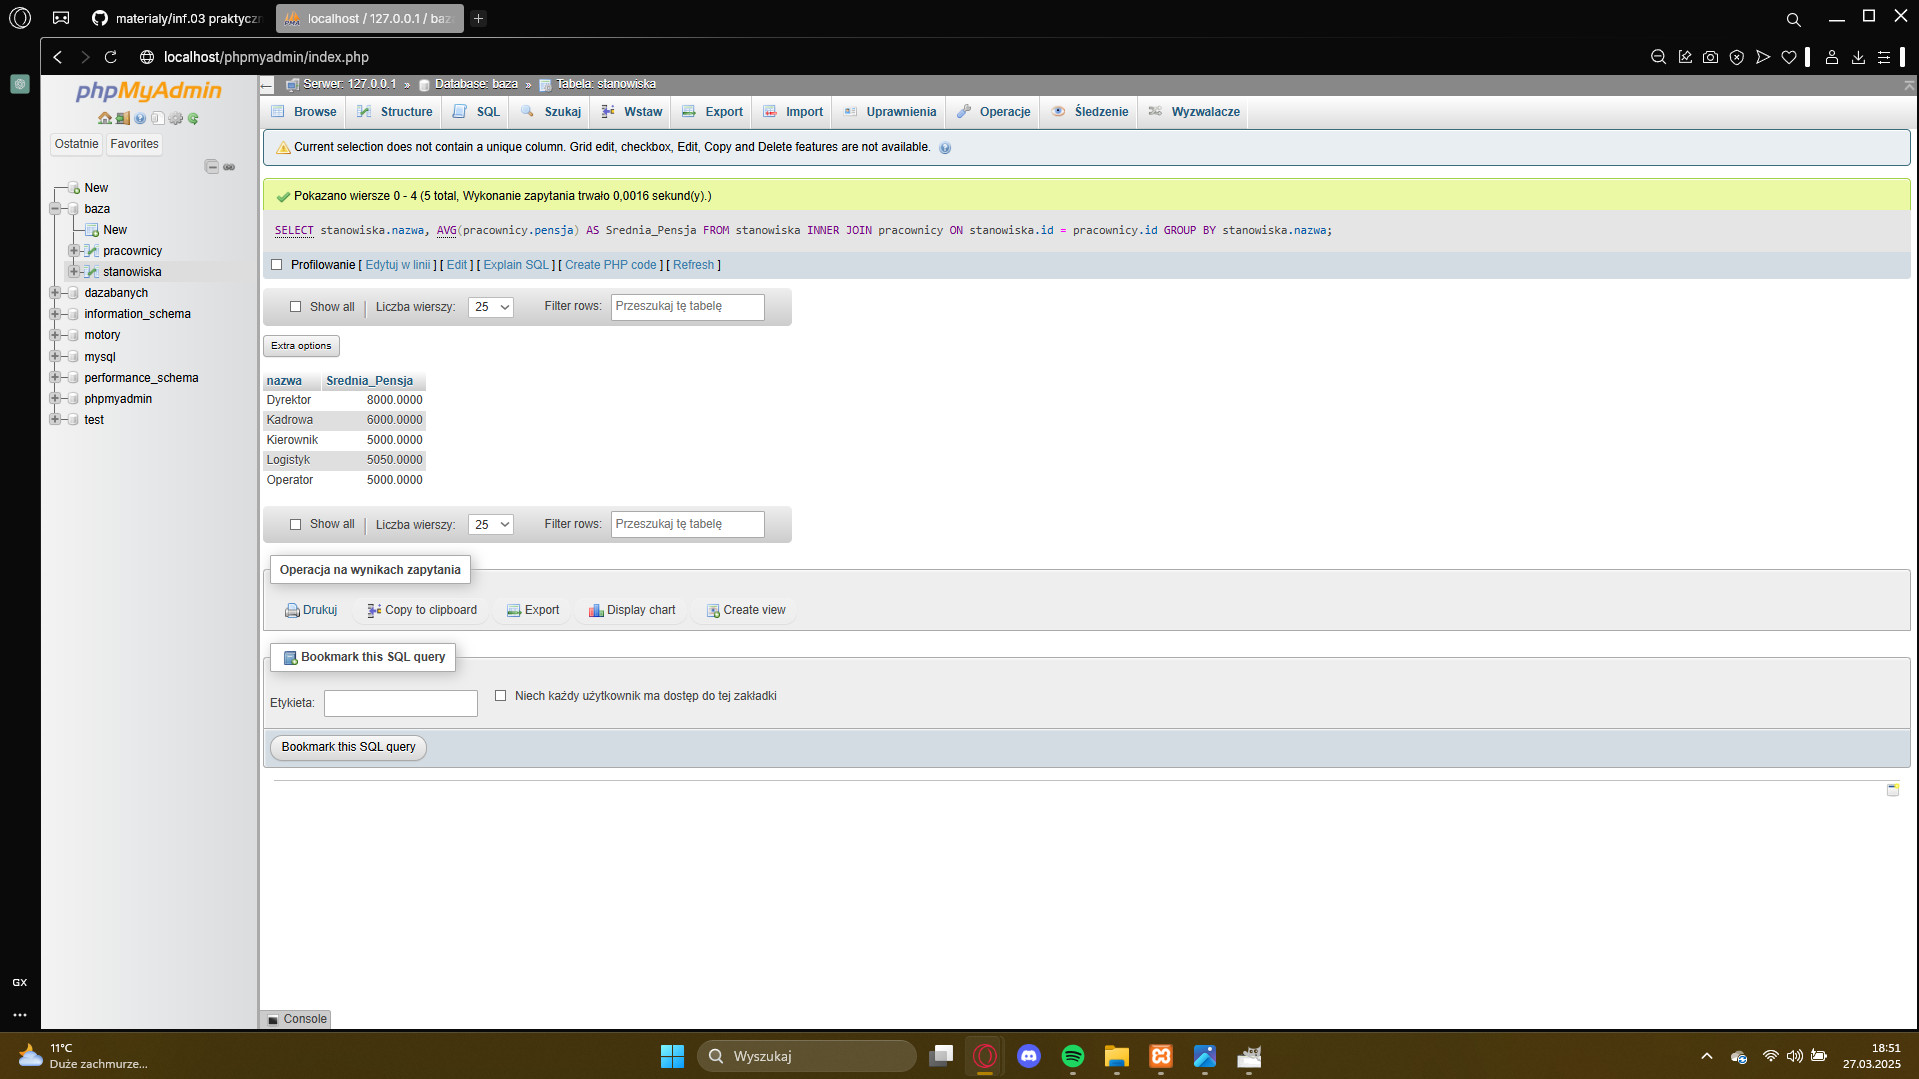 materialy/inf.03 praktyczn
localhost / 127.0.0.1 / baz
localhost/phpmyadmin/index.php
phpMyAdmin
Ostatnie Favorites
New
baza
New
pracownicy
stanowiska
dazabanych
information_schema
motory
mysql
performance_schema
phpmyadmin
test
Serwer: 127.0.0.1 » Database: baza » Tabela: stanowiska
Browse Structure SQL Szukaj Wstaw Export Import Uprawnienia Operacje Śledzenie Wyzwalacze
Current selection does not contain a unique column. Grid edit, checkbox, Edit, Copy and Delete features are not available.
Pokazano wiersze 0 - 4 (5 total, Wykonanie zapytania trwało 0,0016 sekund(y).)
SELECT stanowiska.nazwa, AVG(pracownicy.pensja) AS Srednia_Pensja FROM stanowiska INNER JOIN pracownicy ON stanowiska.id = pracownicy.id GROUP BY stanowiska.nazwa;
Profilowanie [ Edytuj w linii ] [ Edit ] [ Explain SQL ] [ Create PHP code ] [ Refresh ]
Show all | Liczba wierszy: 25 Filter rows: Przeszukaj tę tabelę
Extra options
nazwa Srednia_Pensja
Dyrektor 8000.0000
Kadrowa 6000.0000
Kierownik 5000.0000
Logistyk 5050.0000
Operator 5000.0000
Show all | Liczba wierszy: 25 Filter rows: Przeszukaj tę tabelę
Operacja na wynikach zapytania
Drukuj Copy to clipboard Export Display chart Create view
Bookmark this SQL query
Etykieta: Niech każdy użytkownik ma dostęp do tej zakładki
Bookmark this SQL query
GX
Console
11°C
Duże zachmurze...
Wyszukaj
18:51
27.03.2025